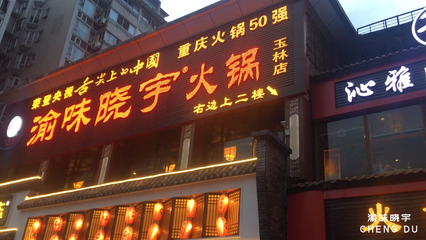 荣登央视 舌尖上的中国 重庆火锅50强
渝味晓宇火锅
玉林店
右边上二楼
沁雅
渝味晓宇
CHENG DU